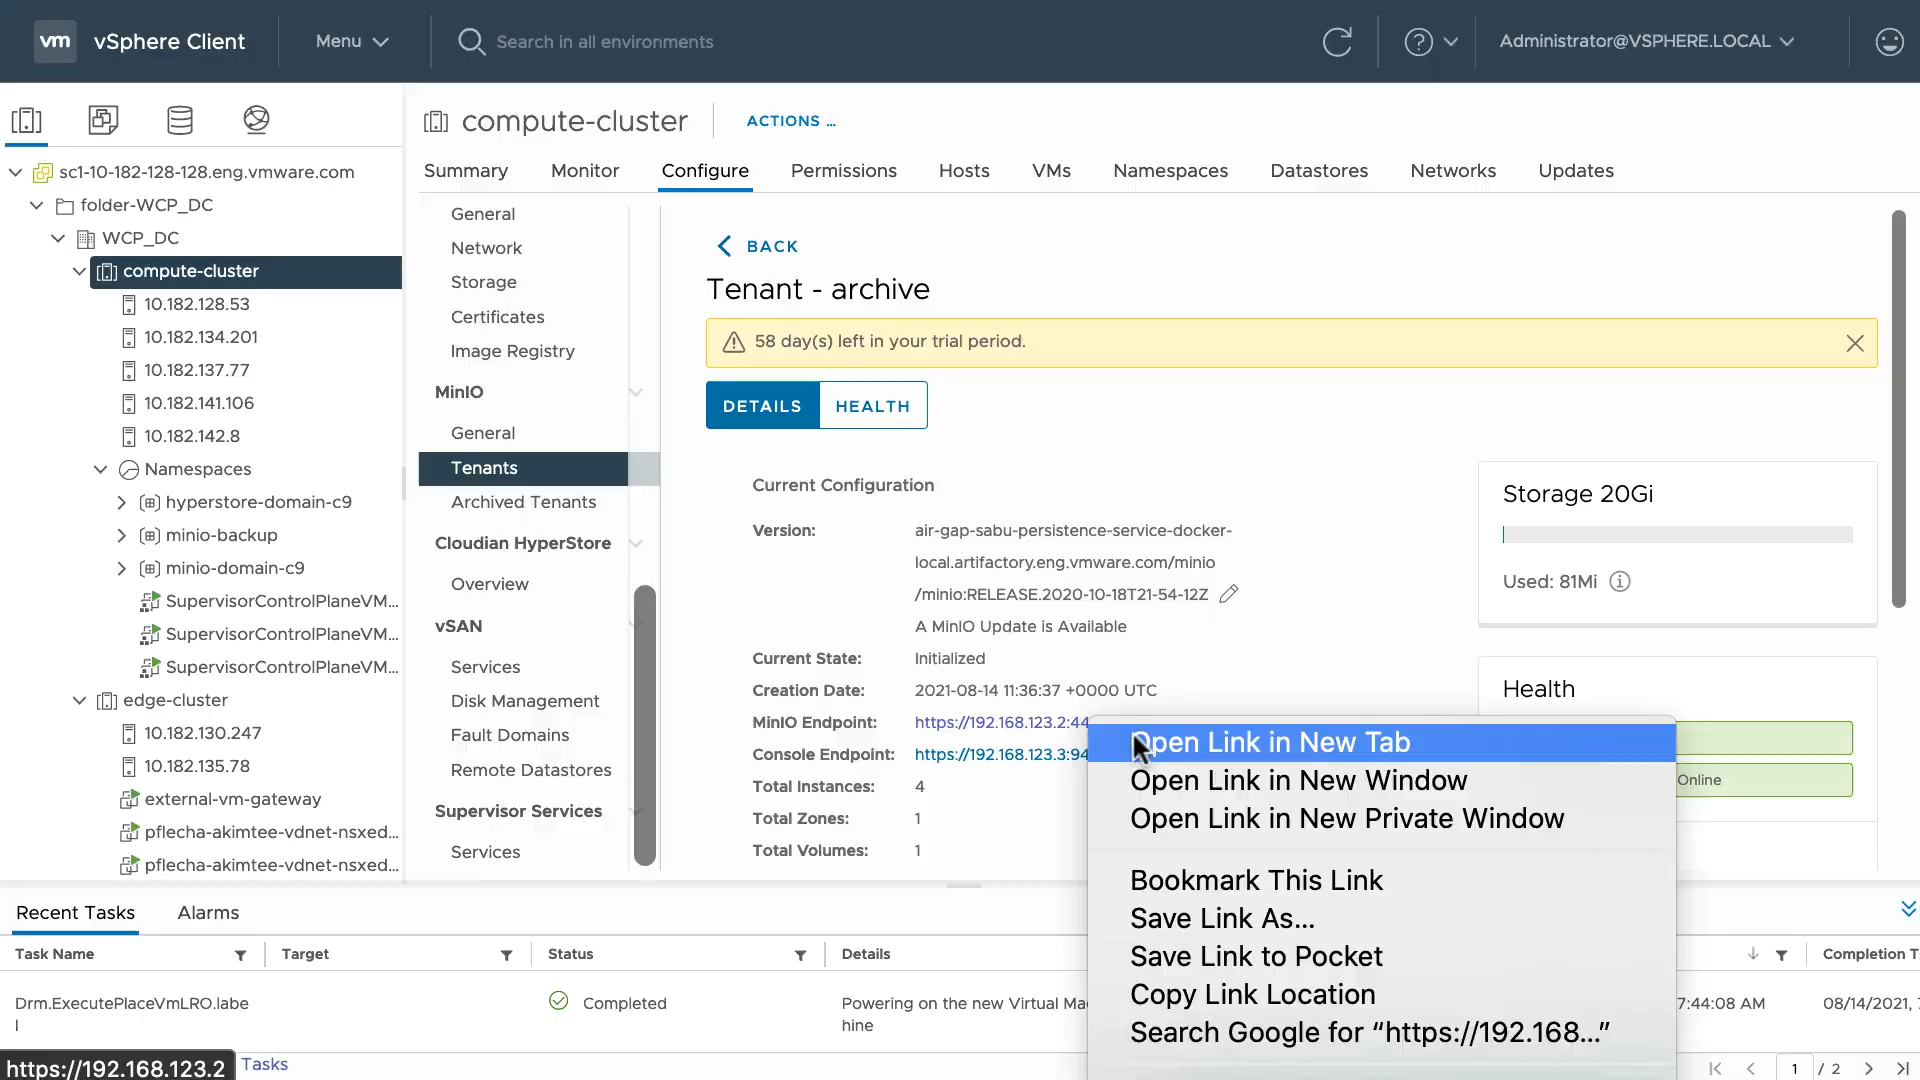 vm vSphere Client Menu Search in all environments Administrator@VSPHERE.LOCAL
sc1-10-182-128-128.eng.vmware.com
folder-WCP_DC
WCP_DC
compute-cluster
10.182.128.53
10.182.134.201
10.182.137.77
10.182.141.106
10.182.142.8
Namespaces
hyperstore-domain-c9
minio-backup
minio-domain-c9
SupervisorControlPlaneVM...
SupervisorControlPlaneVM...
SupervisorControlPlaneVM...
edge-cluster
10.182.130.247
10.182.135.78
external-vm-gateway
pflecha-akimtee-vdnet-nsxed...
pflecha-akimtee-vdnet-nsxed...
compute-cluster ACTIONS ...
Summary Monitor Configure Permissions Hosts VMs Namespaces Datastores Networks Updates
General
Network
Storage
Certificates
Image Registry
MinIO
General
Tenants
Archived Tenants
Cloudian HyperStore
Overview
vSAN
Services
Disk Management
Fault Domains
Remote Datastores
Supervisor Services
Services
BACK
Tenant - archive
58 day(s) left in your trial period.
DETAILS HEALTH
Current Configuration
Version: air-gap-sabu-persistence-service-docker-
local.artifactory.eng.vmware.com/minio
/minio:RELEASE.2020-10-18T21-54-12Z
A MinIO Update is Available
Current State: Initialized
Creation Date: 2021-08-14 11:36:37 +0000 UTC
MinIO Endpoint: https://192.168.123.2:44
Console Endpoint: https://192.168.123.3:94
Total Instances: 4
Total Zones: 1
Total Volumes: 1
Storage 20Gi
Used: 81Mi
Health
Online
Open Link in New Tab
Open Link in New Window
Open Link in New Private Window
Bookmark This Link
Save Link As...
Save Link to Pocket
Copy Link Location
Search Google for “https://192.168...”
Recent Tasks Alarms
Task Name Target Status Details Completion T
Drm.ExecutePlaceVmLRO.labe
l
Completed
Powering on the new Virtual Mac
hine
7:44:08 AM 08/14/2021,
https://192.168.123.2 Tasks
1 / 2